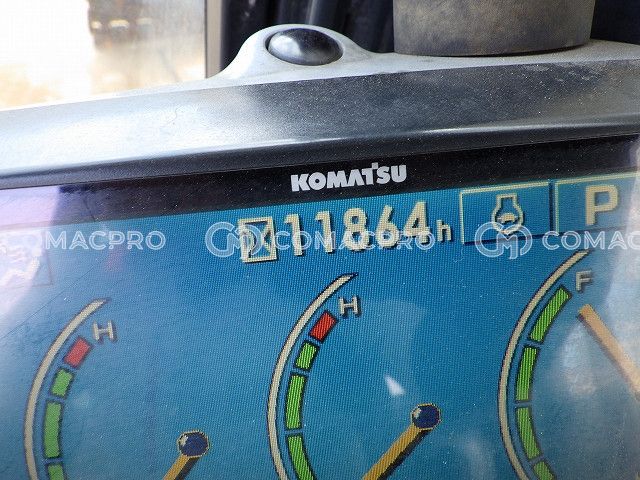 KOMATSU
11864h
P
COMACPRO COMACPRO COMACPRO
H H F